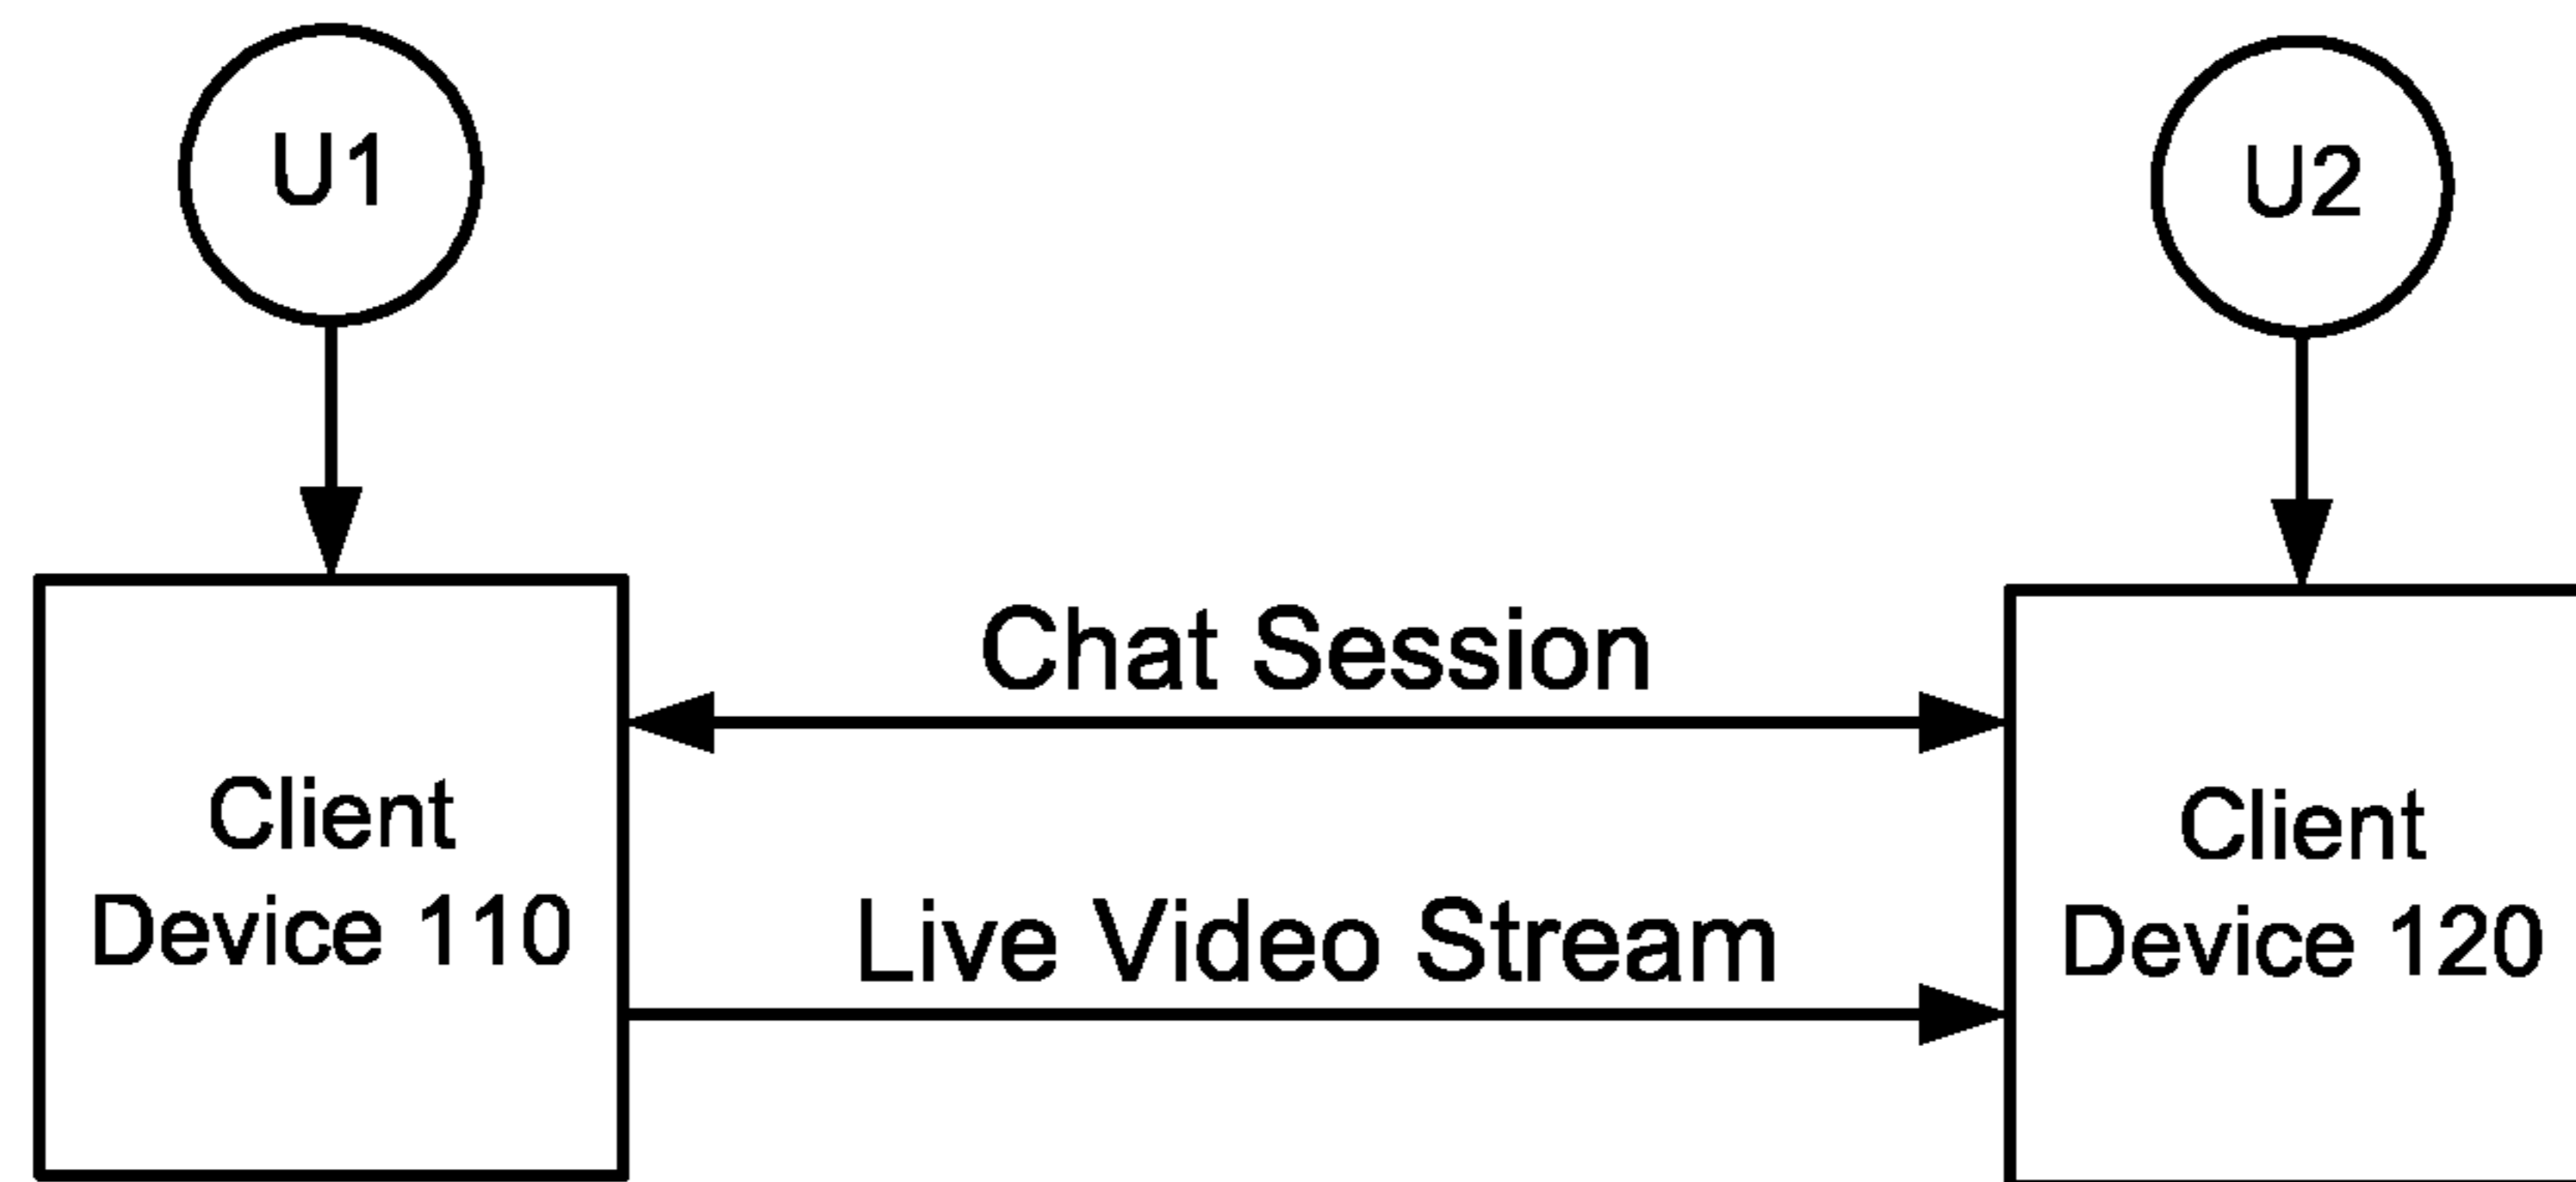 U1
U2
Chat Session
Client
Device 110
Live Video Stream
Client
Device 120